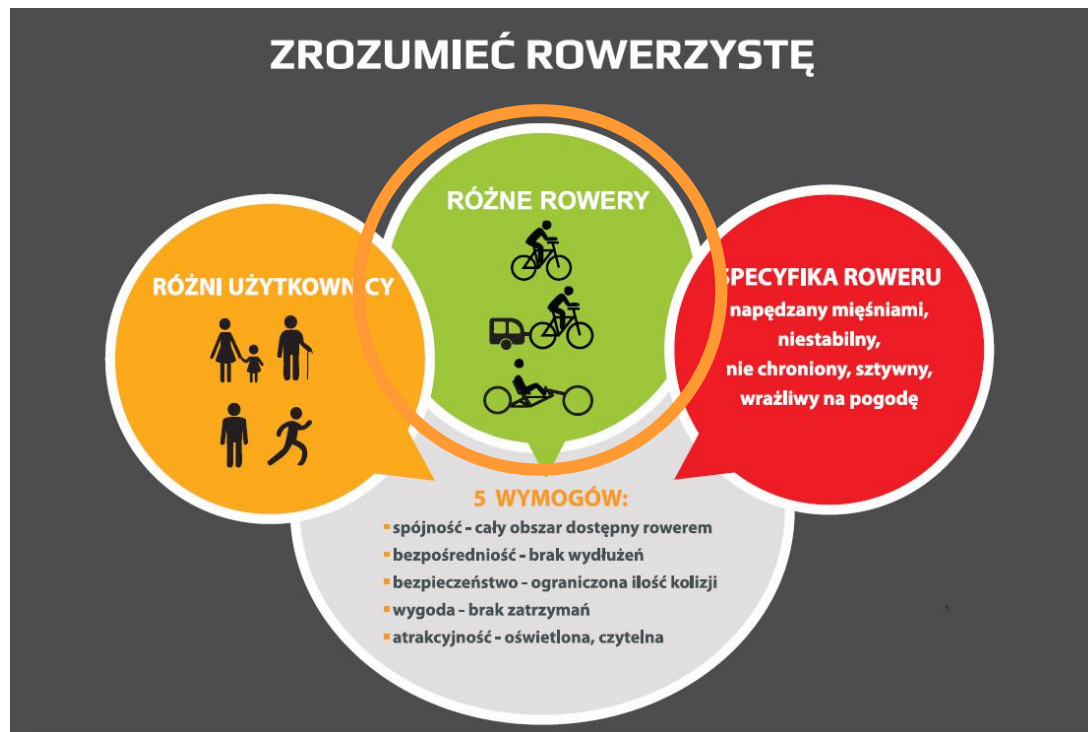 ZROZUMIEĆ ROWERZYSTĘ
RÓŻNE ROWERY
RÓŻNI UŻYTKOWNICY
SPECYFIKA ROWERU
napędzany mięśniami,
niestabilny,
nie chroniony, sztywny,
wrażliwy na pogodę
5 WYMOGÓW:
▪ spójność - cały obszar dostępny rowerem
▪ bezpośredniość - brak wydłużeń
▪ bezpieczeństwo - ograniczona ilość kolizji
▪ wygoda - brak zatrzymań
▪ atrakcyjność - oświetlona, czytelna